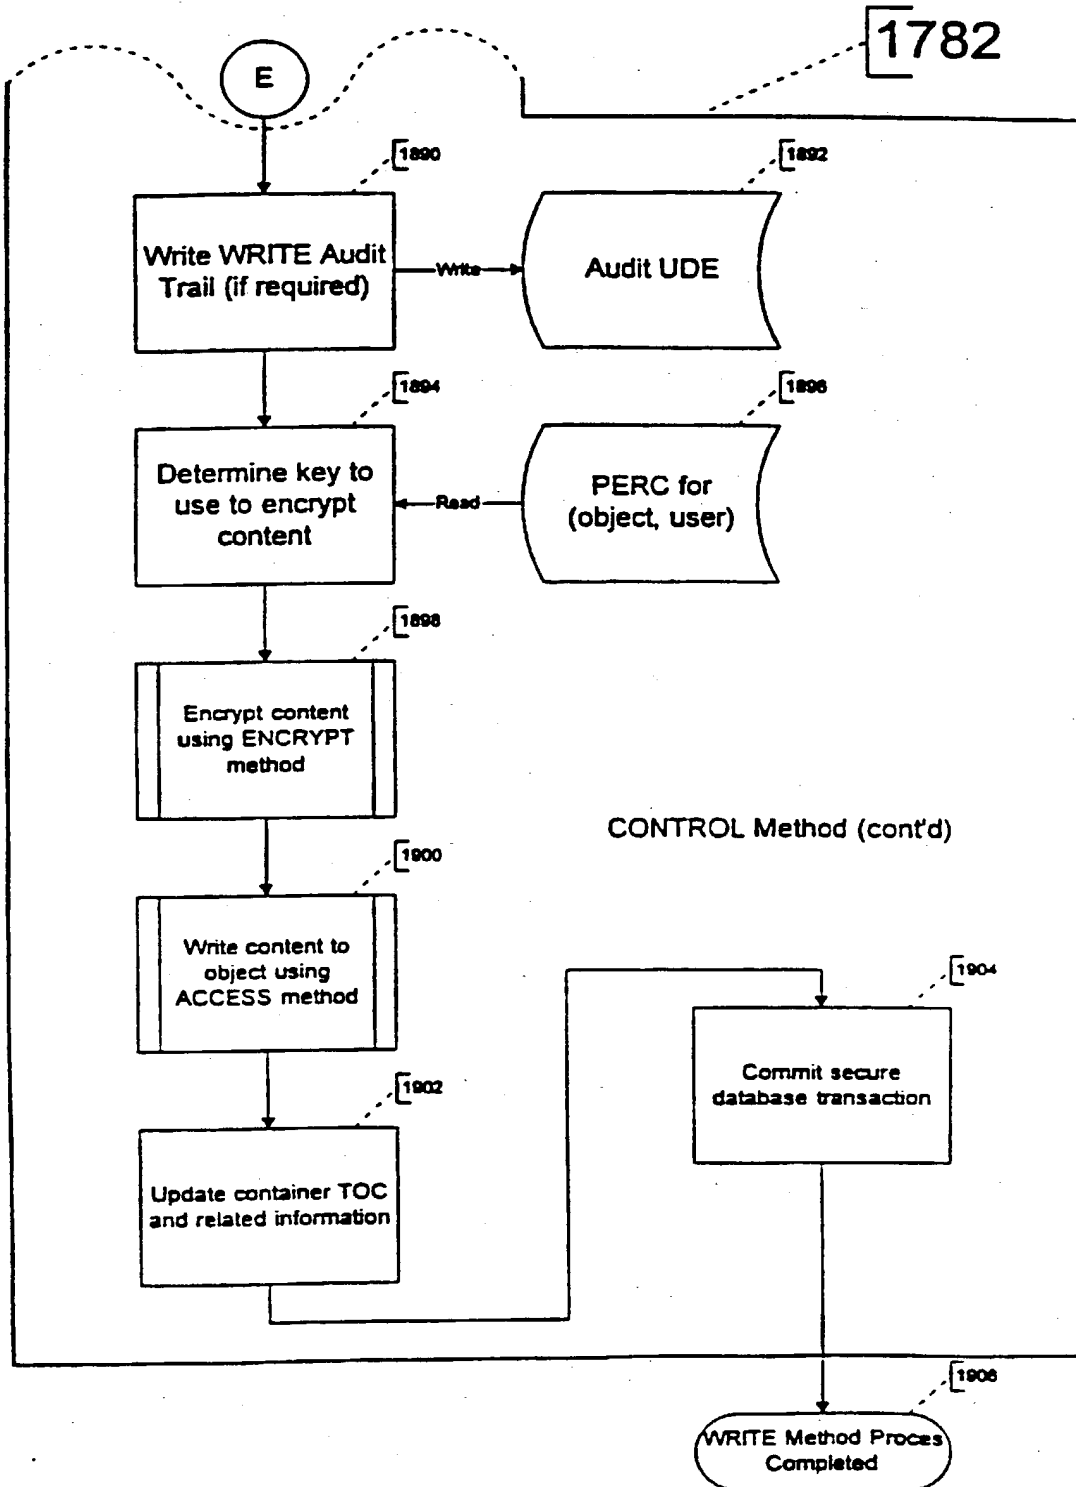 1782
E
1890
1892
Write WRITE Audit
Trail (if required)
Write
Audit UDE
1894
1896
Determine key to
use to encrypt
content
Read
PERC for
(object, user)
1898
Encrypt content
using ENCRYPT
method
CONTROL Method (cont'd)
1900
Write content to
object using
ACCESS method
1904
Commit secure
database transaction
1902
Update container TOC
and related information
1906
WRITE Method Proces
Completed